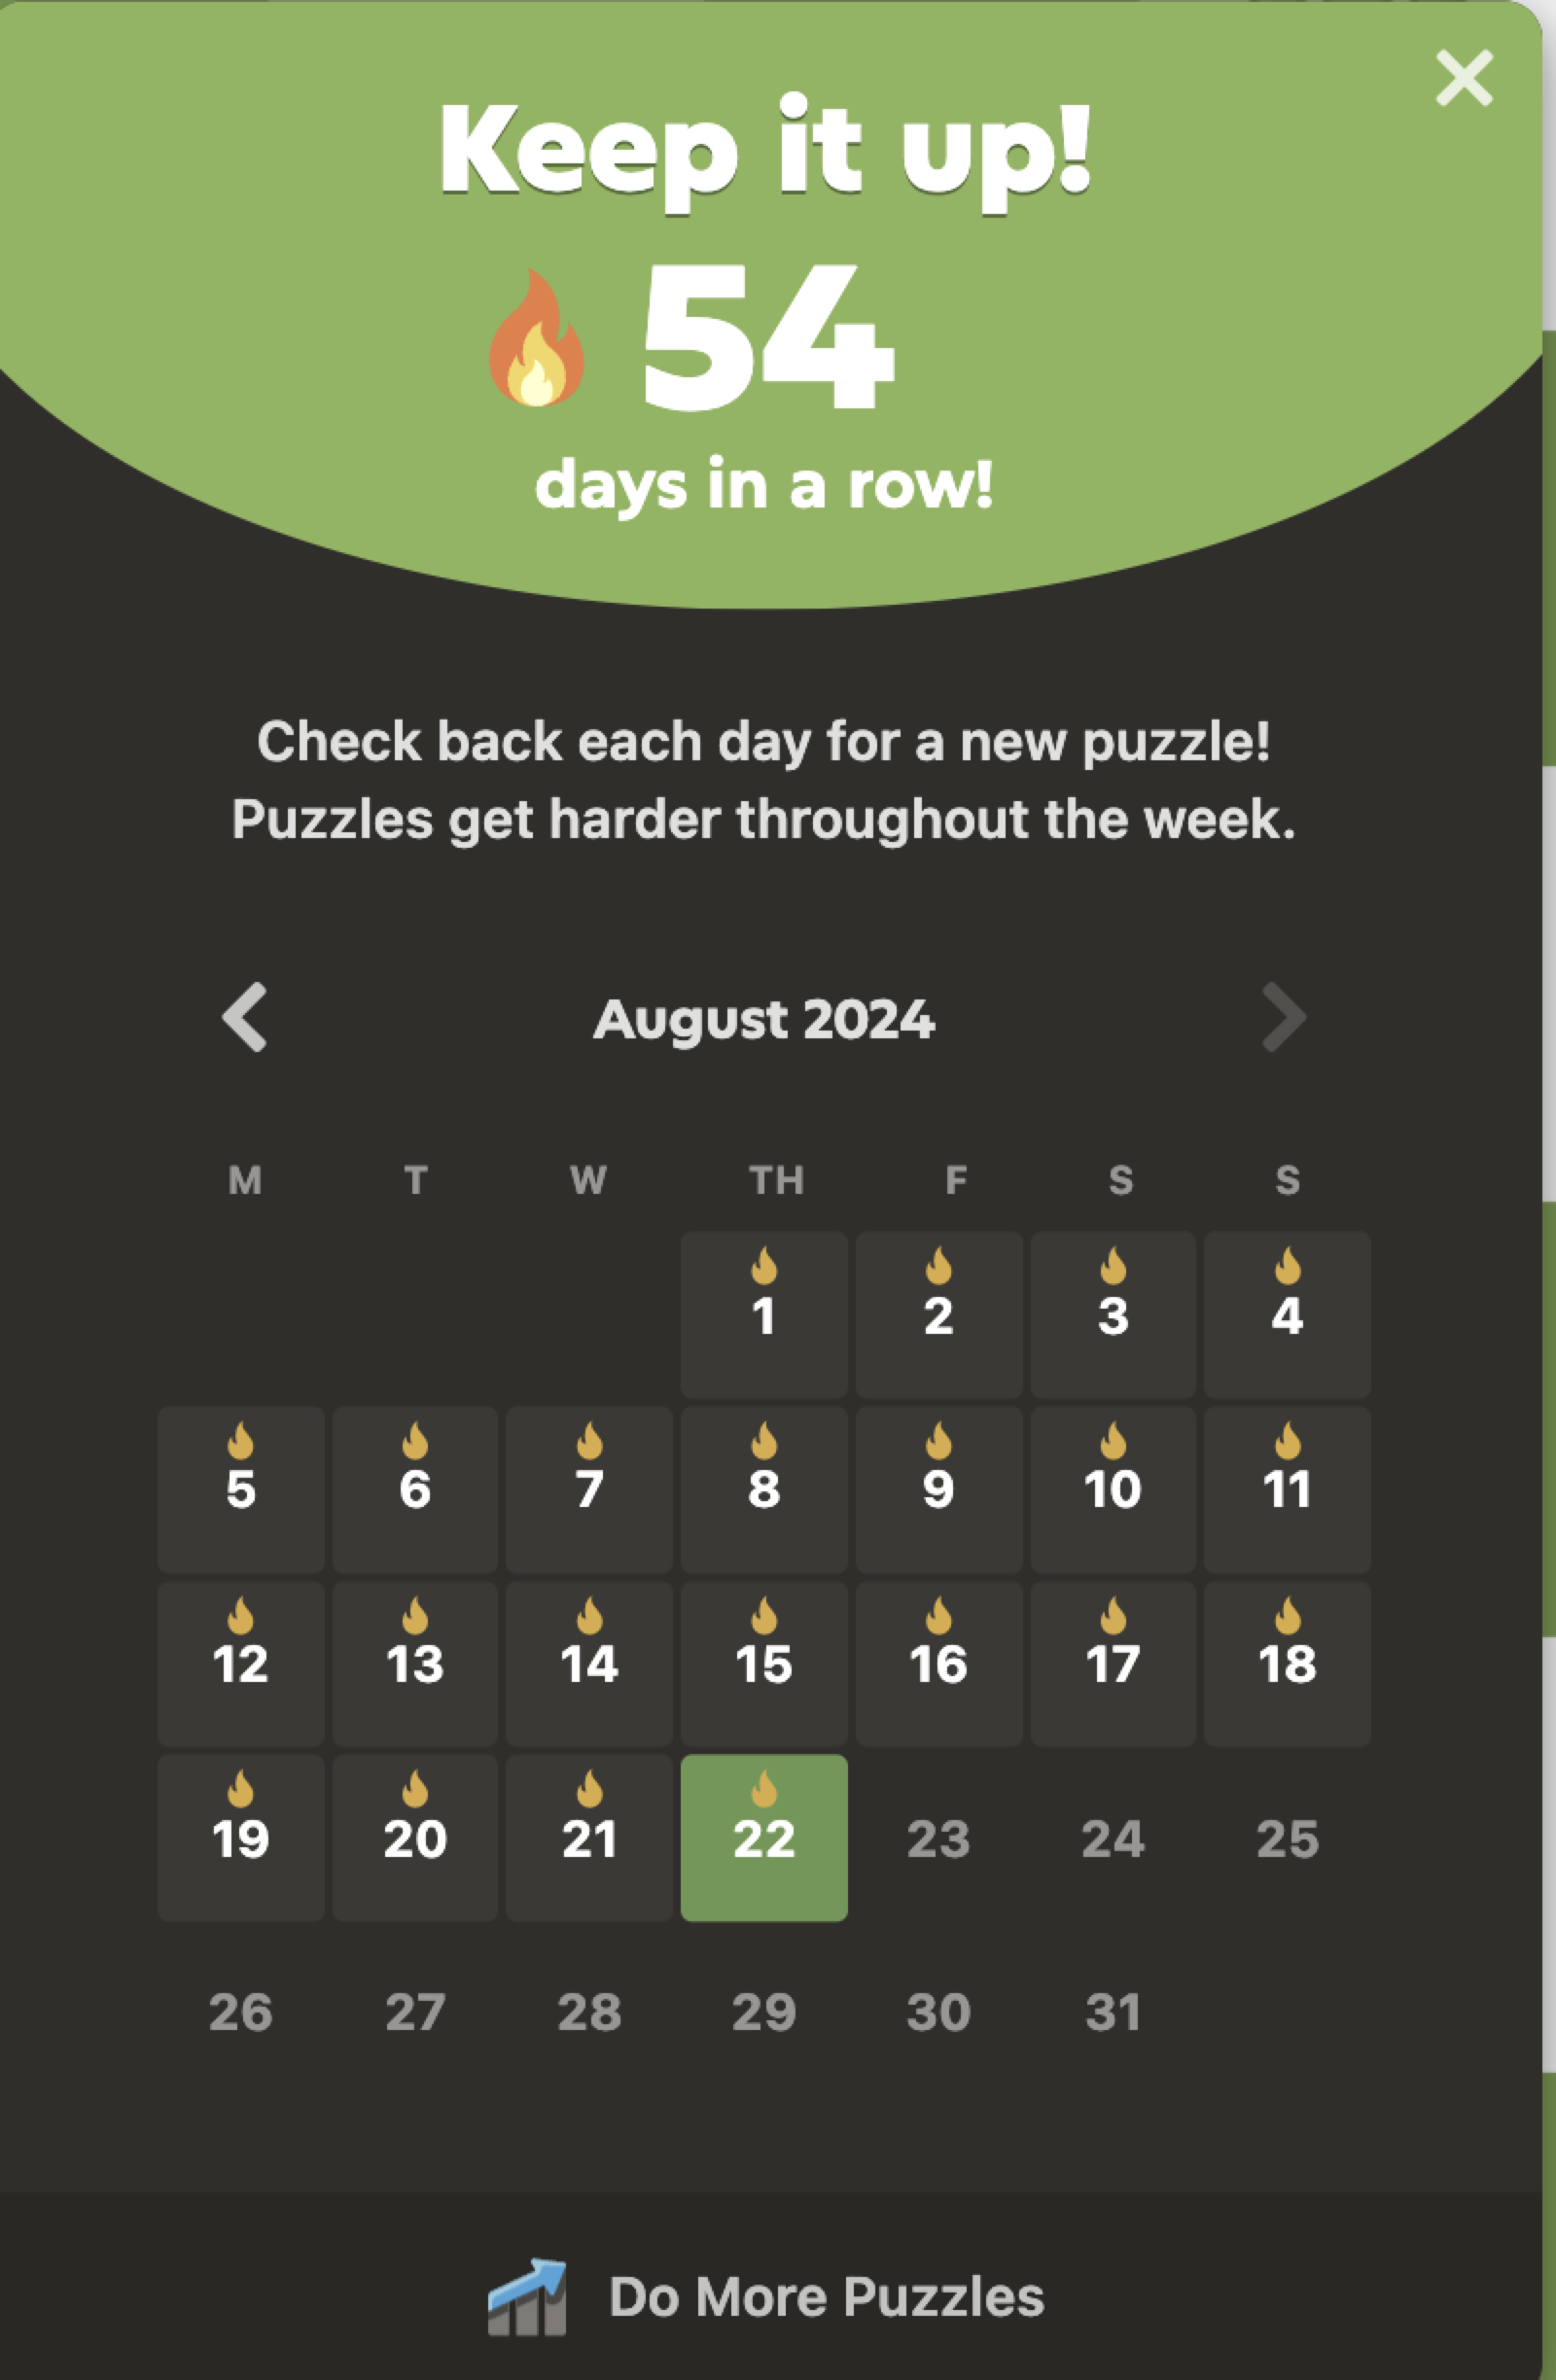 Keep it up!
54
days in a row!
Check back each day for a new puzzle!
Puzzles get harder throughout the week.
August 2024
M T W TH F S S
1 2 3 4
5 6 7 8 9 10 11
12 13 14 15 16 17 18
19 20 21 22 23 24 25
26 27 28 29 30 31
Do More Puzzles